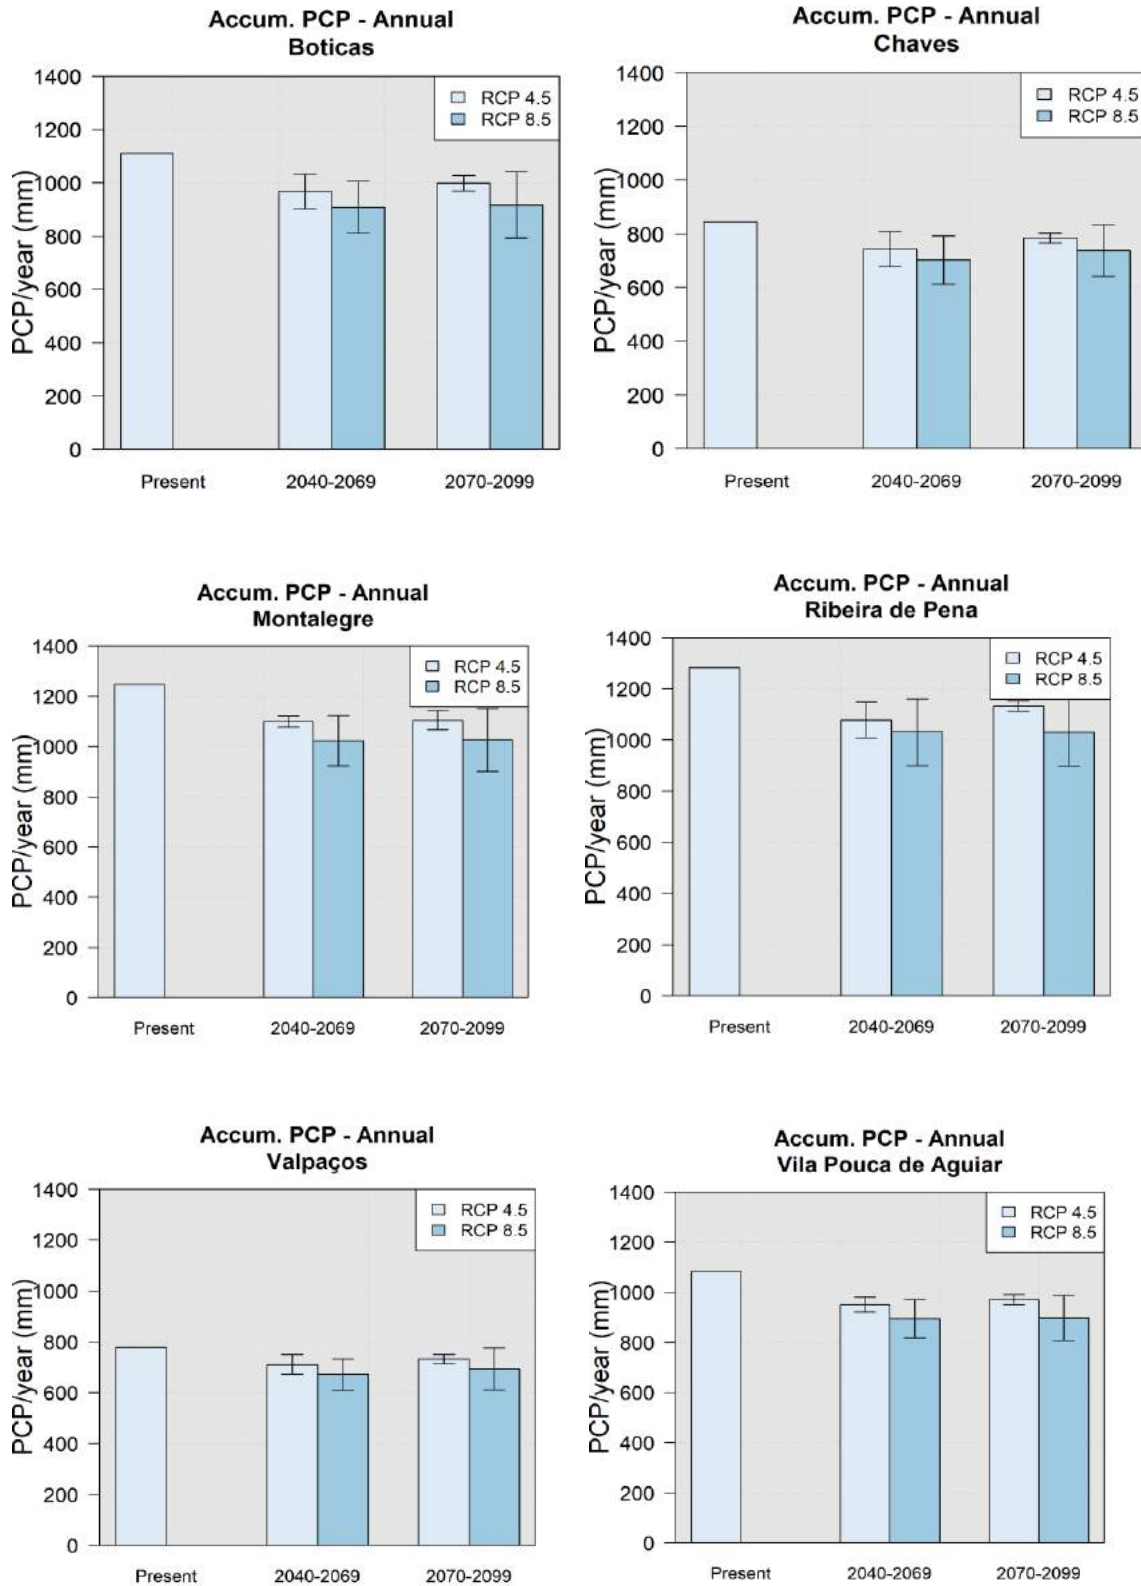 Accum. PCP - Annual
Boticas
PCP/year (mm)
1400
1200
1000
800
600
400
200
0
RCP 4.5
RCP 8.5
Present
2040-2069
2070-2099
Accum. PCP - Annual
Chaves
PCP/year (mm)
1400
1200
1000
800
600
400
200
0
RCP 4.5
RCP 8.5
Present
2040-2069
2070-2099
Accum. PCP - Annual
Montalegre
PCP/year (mm)
1400
1200
1000
800
600
400
200
0
RCP 4.5
RCP 8.5
Present
2040-2069
2070-2099
Accum. PCP - Annual
Ribeira de Pena
PCP/year (mm)
1400
1200
1000
800
600
400
200
0
RCP 4.5
RCP 8.5
Present
2040-2069
2070-2099
Accum. PCP - Annual
Valpaços
PCP/year (mm)
1400
1200
1000
800
600
400
200
0
RCP 4.5
RCP 8.5
Present
2040-2069
2070-2099
Accum. PCP - Annual
Vila Pouca de Aguiar
PCP/year (mm)
1400
1200
1000
800
600
400
200
0
RCP 4.5
RCP 8.5
Present
2040-2069
2070-2099